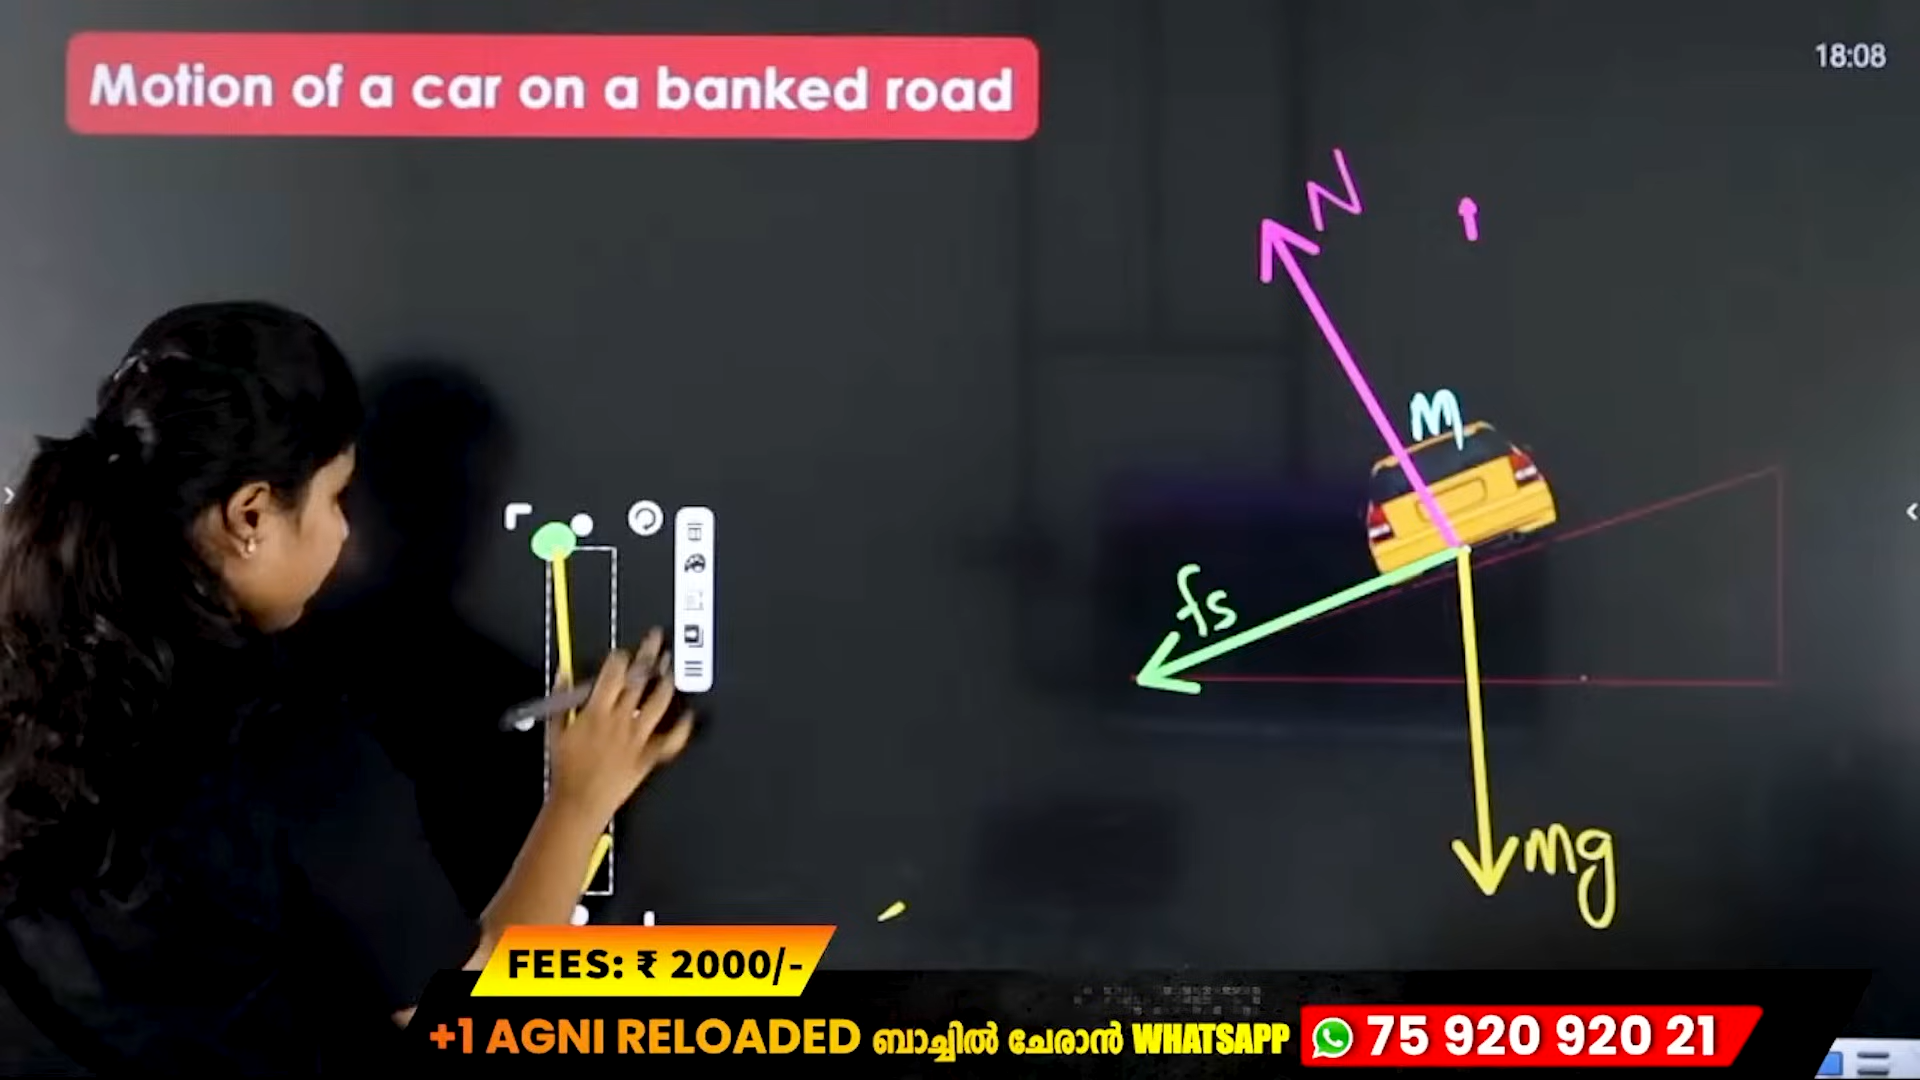 Motion of a car on a banked road
18:08
N
M
fs
mg
FEES: ₹ 2000/-
+1 AGNI RELOADED ബാച്ചിൽ ചേരാൻ WHATSAPP
75 920 920 21